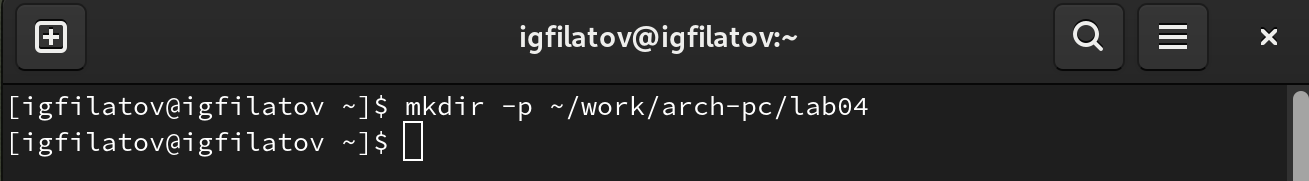 igfilatov@igfilatov:~
[igfilatov@igfilatov ~]$ mkdir -p ~/work/arch-pc/lab04
[igfilatov@igfilatov ~]$